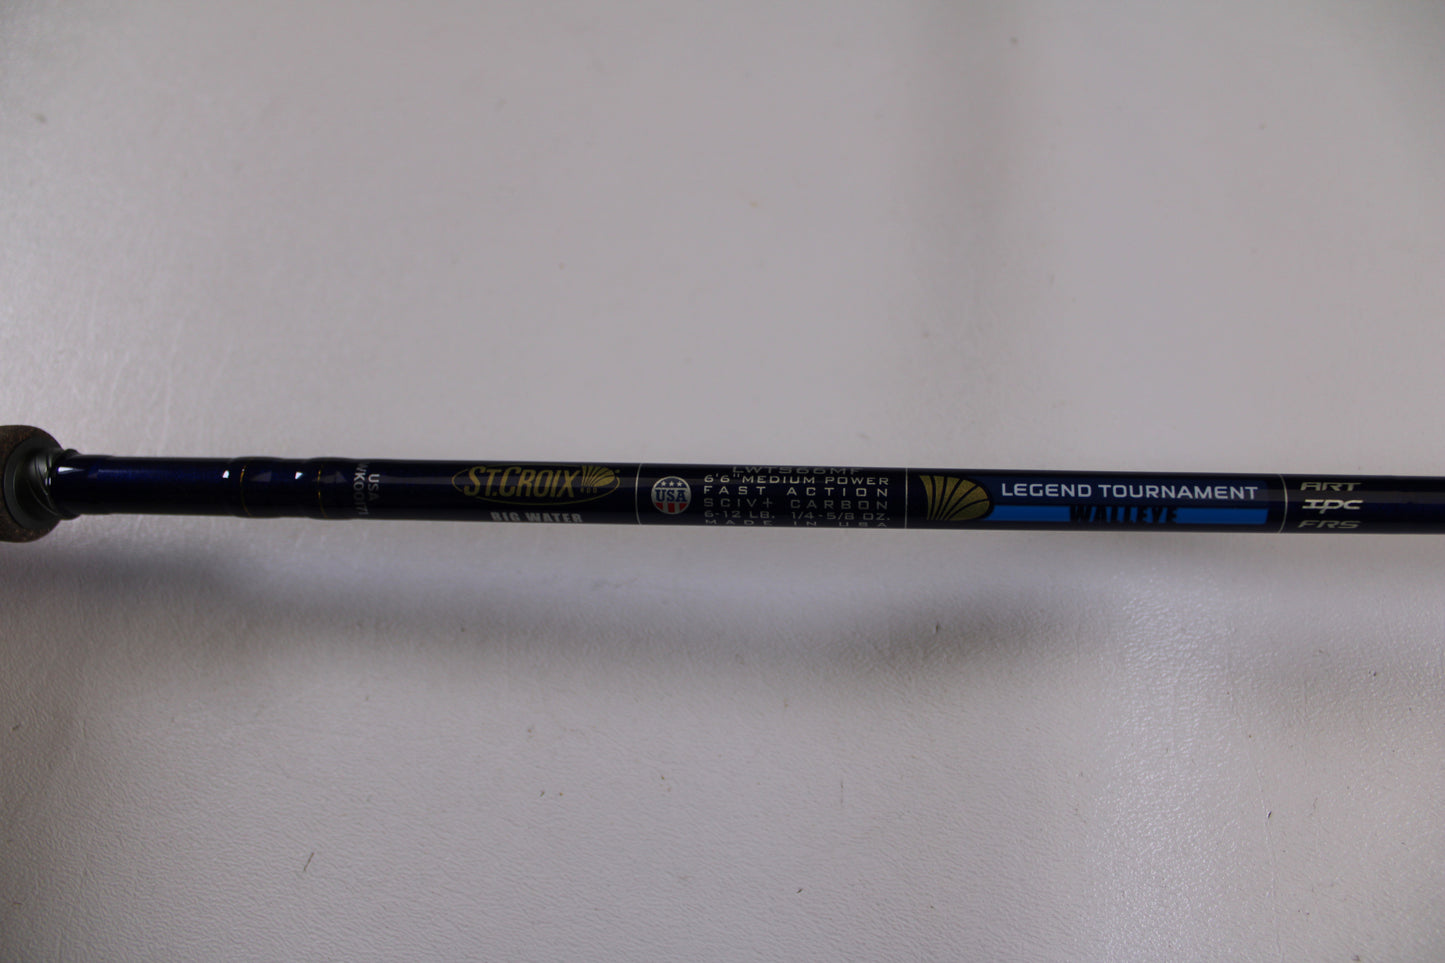 USA
ST.CROIX
BIG WATER
USA
LWTS66MF
6'6" MEDIUM POWER
FAST ACTION
SCIV+ CARBON
6-12 LB. 1/4-5/8 OZ.
MADE IN USA
LEGEND TOURNAMENT
WALLEYE
ART
IPC
FRS